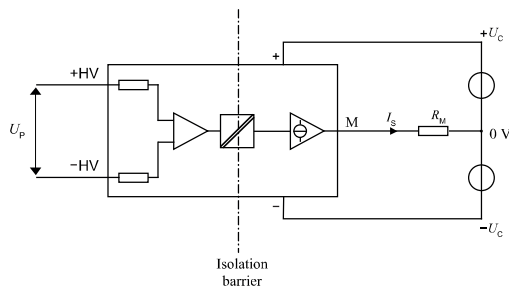 +U_C
+
+HV
U_P
M
I_S
R_M
0 V
−HV
−
−U_C
Isolation
barrier